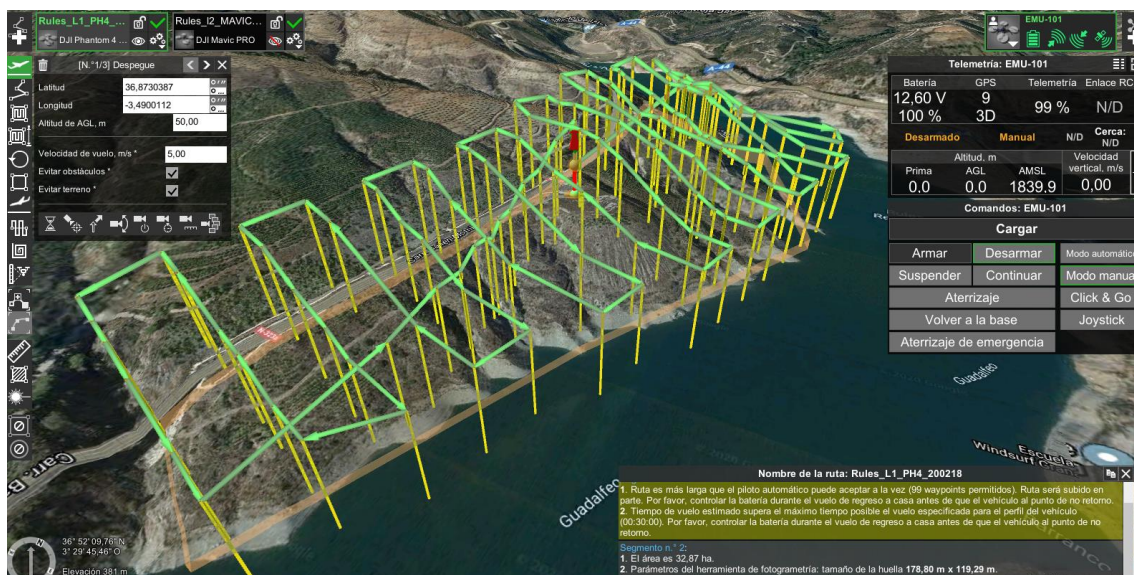 Rules_L1_PH4_...
DJI Phantom 4 ...
Rules_I2_MAVIC...
DJI Mavic PRO
EMU-101
[N.°1/3] Despegue
Latitud 36,8730387
Longitud -3,4900112
Altitud de AGL, m 50,00
Velocidad de vuelo, m/s * 5,00
Evitar obstáculos *
Evitar terreno *
Telemetría: EMU-101
Batería GPS Telemetría Enlace RC
12,60 V 9 99 % N/D
100 % 3D
Desarmado Manual N/D Cerca:
N/D
Altitud, m Velocidad
Prima AGL AMSL vertical, m/s
0.0 0.0 1839.9 0,00
Comandos: EMU-101
Cargar
Armar Desarmar Modo automático
Suspender Continuar Modo manua
Aterrizaje Click & Go
Volver a la base Joystick
Aterrizaje de emergencia
A-44
A-44
N-323a
Carr. Ba
Guadalfeo
Guadalfeo
Escuela
Windsurf
Nombre de la ruta: Rules_L1_PH4_200218
1. Ruta es más larga que el piloto automático puede aceptar a la vez (99 waypoints permitidos). Ruta será subido en
parte. Por favor, controlar la batería durante el vuelo de regreso a casa antes de que el vehículo al punto de no retorno.
2. Tiempo de vuelo estimado supera el máximo tiempo posible el vuelo especificada para el perfil del vehículo
(00:30:00). Por favor, controlar la batería durante el vuelo de regreso a casa antes de que el vehículo al punto de no
retorno.
Segmento n.° 2:
1. El área es 32,87 ha.
2. Parámetros del herramienta de fotogrametría: tamaño de la huella 178,80 m x 119,29 m.
36° 52' 09,76" N
3° 29' 45,46" O
Elevación 381 m